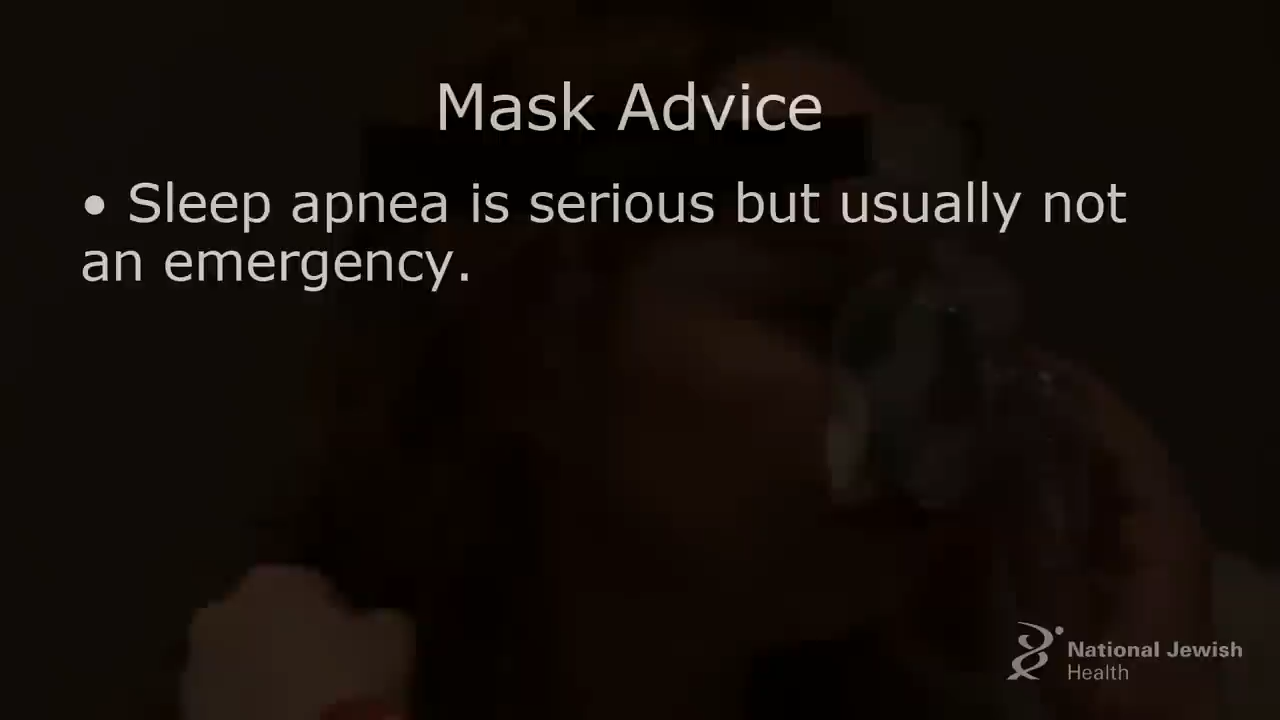 Mask Advice
• Sleep apnea is serious but usually not
an emergency.
National Jewish
Health